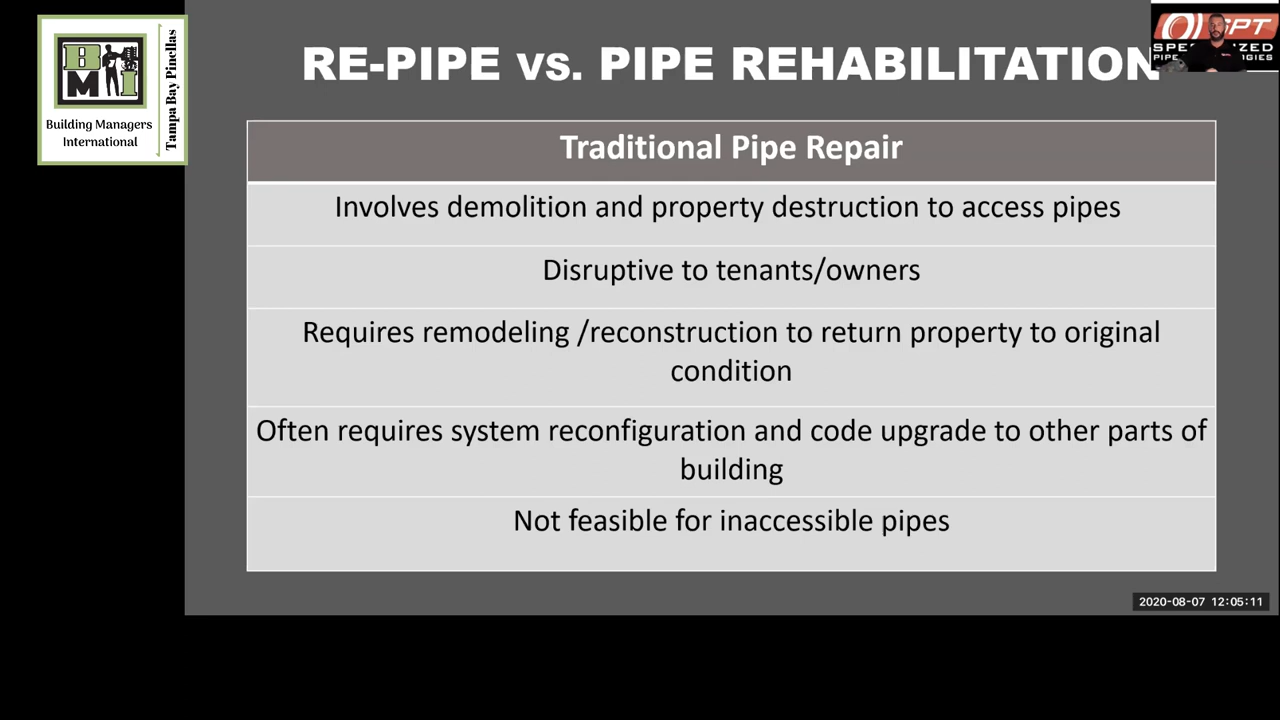 BMI
Building Managers
International
Tampa Bay Pinellas
RE-PIPE vs. PIPE REHABILITATION
SPT
PIPE
Traditional Pipe Repair
Involves demolition and property destruction to access pipes
Disruptive to tenants/owners
Requires remodeling /reconstruction to return property to original
condition
Often requires system reconfiguration and code upgrade to other parts of
building
Not feasible for inaccessible pipes
2020-08-07 12:05:11